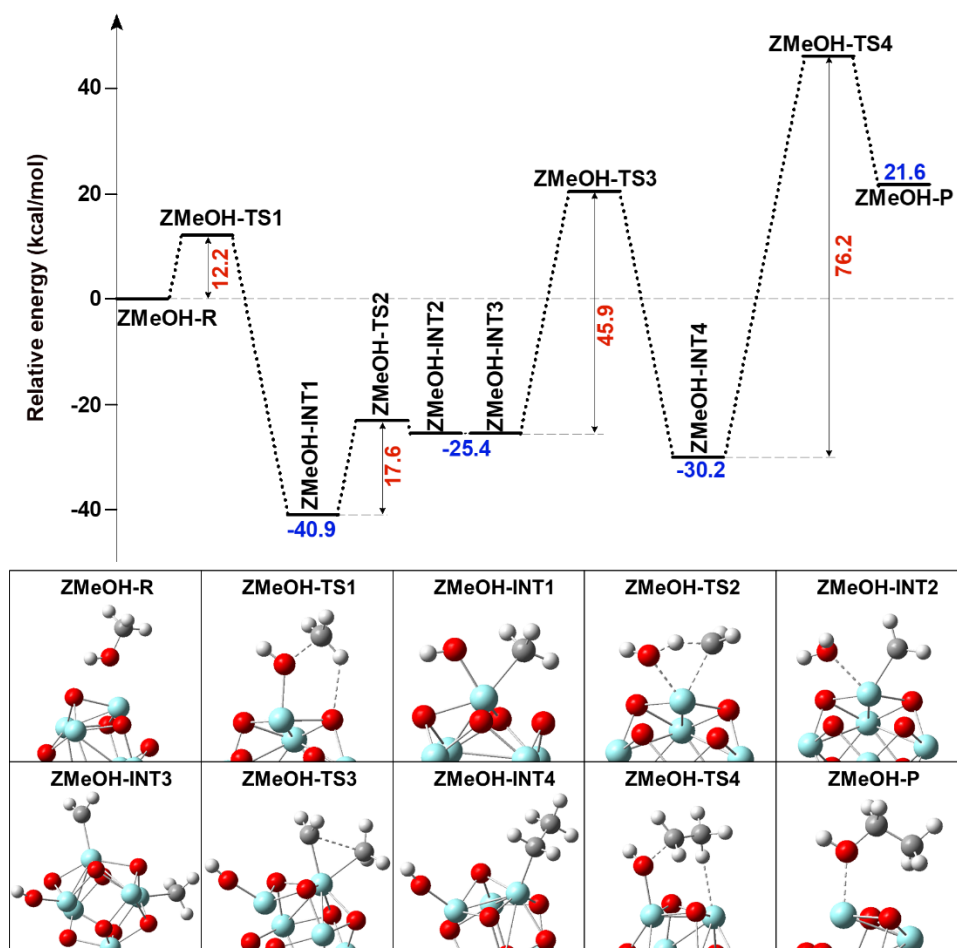 ZMeOH-TS4
40
Relative energy (kcal/mol)
76.2
21.6
ZMeOH-P
ZMeOH-TS3
20
ZMeOH-TS1
12.2
45.9
0
ZMeOH-R
ZMeOH-INT1
ZMeOH-TS2
ZMeOH-INT2
ZMeOH-INT3
ZMeOH-INT4
-20
17.6
-25.4
-30.2
-40
-40.9
ZMeOH-R ZMeOH-TS1 ZMeOH-INT1 ZMeOH-TS2 ZMeOH-INT2
ZMeOH-INT3 ZMeOH-TS3 ZMeOH-INT4 ZMeOH-TS4 ZMeOH-P